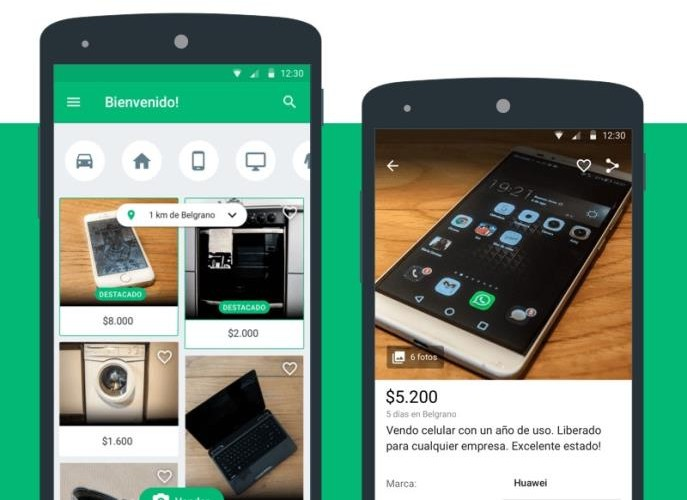 12:30
Bienvenido!
1 km de Belgrano
DESTACADO
$8.000
DESTACADO
$2.000
$1.600
12:30
19:21
6 fotos
$5.200
5 días en Belgrano
Vendo celular con un año de uso. Liberado
para cualquier empresa. Excelente estado!
Marca: Huawei